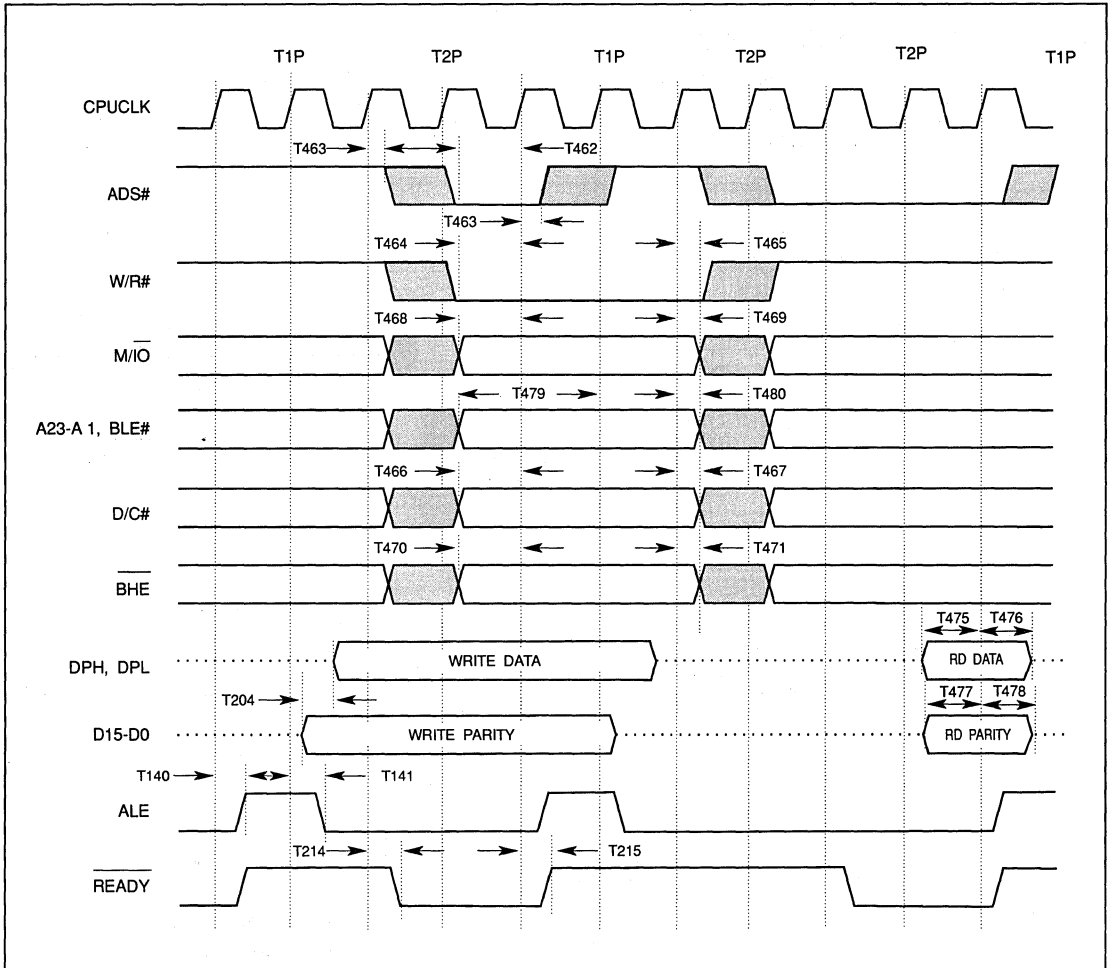 T1P T2P T1P T2P T2P T1P
CPUCLK
T463 T462
ADS#
T463
T464 T465
W/R#
T468 T469
M/IO
T479 T480
A23-A 1, BLE#
T466 T467
D/C#
T470 T471
BHE
T475 T476
DPH, DPL WRITE DATA RD DATA
T204 T477 T478
D15-D0 WRITE PARITY RD PARITY
T140 T141
ALE
T214 T215
READY